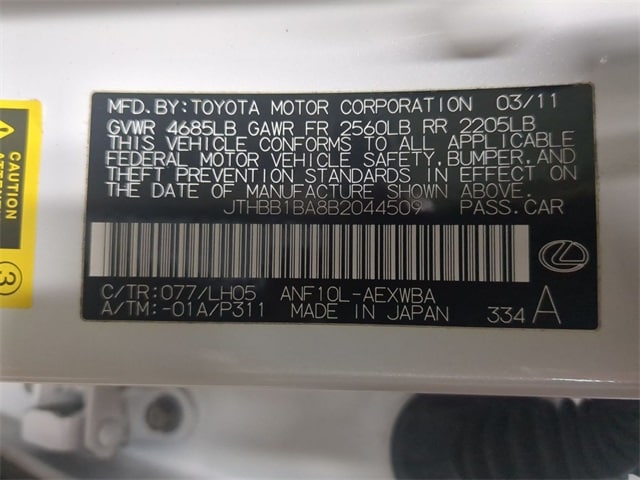 MFD.BY:TOYOTA MOTOR CORPORATION 03/11
GVWR 4685LB GAWR FR 2560LB RR 2205LB
THIS VEHICLE CONFORMS TO ALL APPLICABLE
FEDERAL MOTOR VEHICLE SAFETY,BUMPER,AND
THEFT PREVENTION STANDARDS IN EFFECT ON
THE DATE OF MANUFACTURE SHOWN ABOVE.
JTHBB1BA8B2044509 PASS.CAR
C/TR:077/LH05 ANF10L-AEXWBA
A/TM:-01A/P311 MADE IN JAPAN 334 A
CAUTION
3